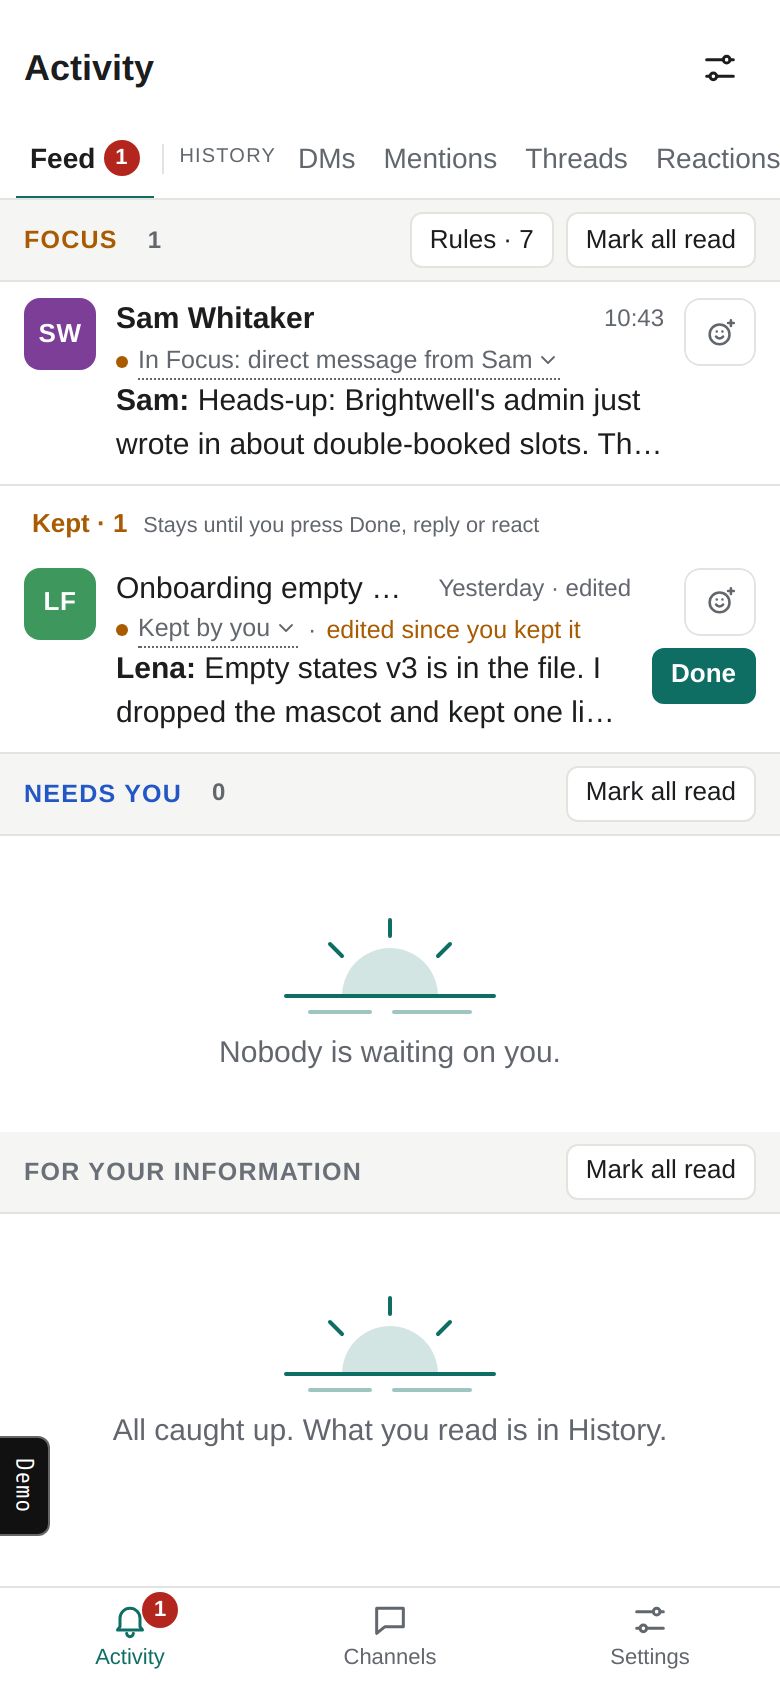 Activity
Feed 1 HISTORY DMs Mentions Threads Reactions
FOCUS 1 Rules · 7 Mark all read
SW Sam Whitaker 10:43
In Focus: direct message from Sam
Sam: Heads-up: Brightwell's admin just
wrote in about double-booked slots. Th…
Kept · 1 Stays until you press Done, reply or react
LF Onboarding empty … Yesterday · edited
Kept by you · edited since you kept it
Lena: Empty states v3 is in the file. I
Done
dropped the mascot and kept one li…
NEEDS YOU 0 Mark all read
Nobody is waiting on you.
FOR YOUR INFORMATION Mark all read
All caught up. What you read is in History.
Demo
1
Activity Channels Settings